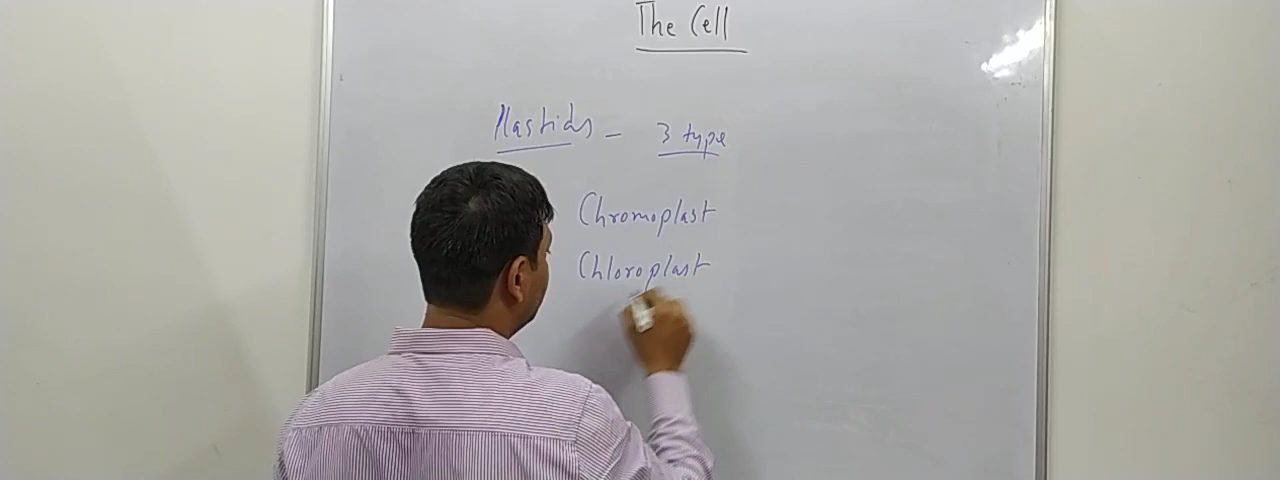 The Cell
Plastids - 3 type
Chromoplast
Chloroplast